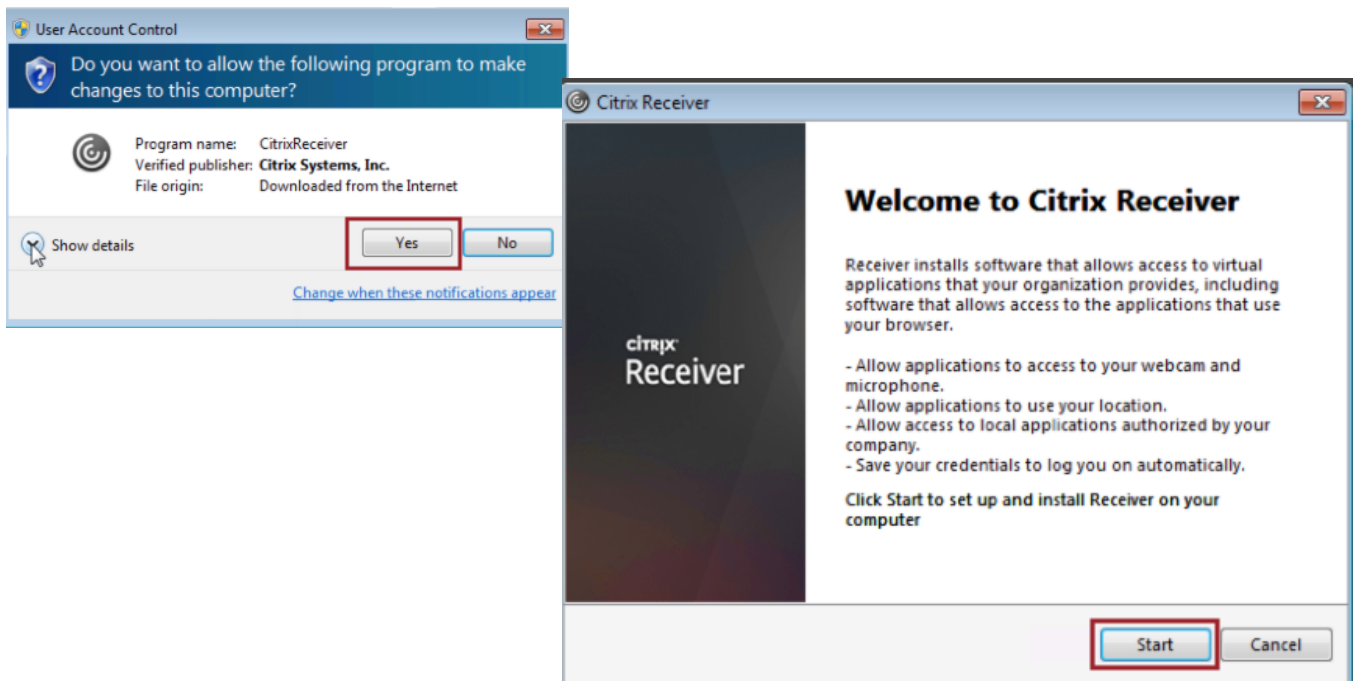 User Account Control
Do you want to allow the following program to make
changes to this computer?
Program name: CitrixReceiver
Verified publisher: Citrix Systems, Inc.
File origin: Downloaded from the Internet
Show details
Yes
No
Change when these notifications appear
Citrix Receiver
CITRIX
Receiver
Welcome to Citrix Receiver
Receiver installs software that allows access to virtual
applications that your organization provides, including
software that allows access to the applications that use
your browser.
- Allow applications to access to your webcam and
microphone.
- Allow applications to use your location.
- Allow access to local applications authorized by your
company.
- Save your credentials to log you on automatically.
Click Start to set up and install Receiver on your
computer
Start
Cancel